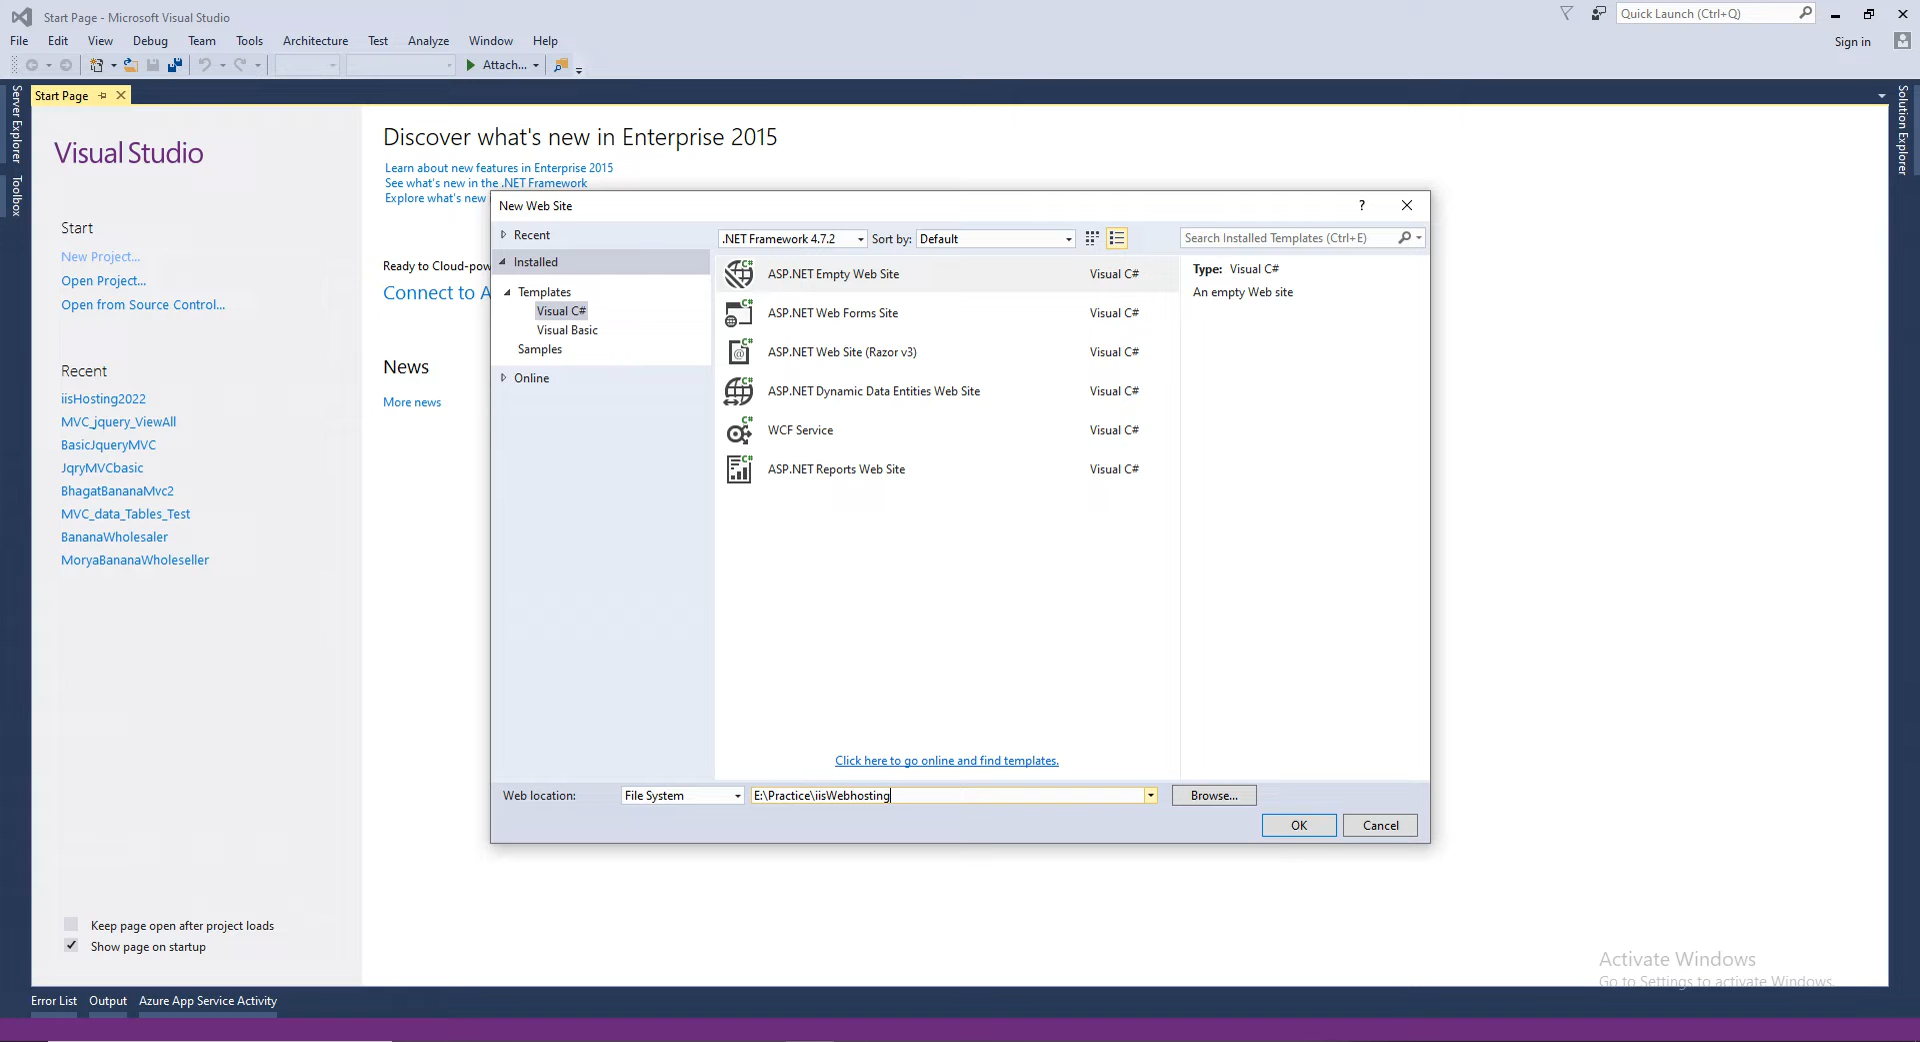 Start Page - Microsoft Visual Studio
Quick Launch (Ctrl+Q)
File Edit View Debug Team Tools Architecture Test Analyze Window Help
Sign in
Attach...
Server Explorer
Toolbox
Start Page
Solution Explorer
Visual Studio
Start
New Project...
Open Project...
Open from Source Control...
Recent
iisHosting2022
MVC_jquery_ViewAll
BasicJqueryMVC
JqryMVCbasic
BhagatBananaMvc2
MVC_data_Tables_Test
BananaWholesaler
MoryaBananaWholeseller
Keep page open after project loads
Show page on startup
Discover what's new in Enterprise 2015
Learn about new features in Enterprise 2015
See what's new in the .NET Framework
Explore what's new
Ready to Cloud-pow
Connect to A
News
More news
New Web Site
?
Recent
Installed
Templates
Visual C#
Visual Basic
Samples
Online
.NET Framework 4.7.2 Sort by: Default
Search Installed Templates (Ctrl+E)
ASP.NET Empty Web Site Visual C#
ASP.NET Web Forms Site Visual C#
ASP.NET Web Site (Razor v3) Visual C#
ASP.NET Dynamic Data Entities Web Site Visual C#
WCF Service Visual C#
ASP.NET Reports Web Site Visual C#
Type: Visual C#
An empty Web site
Click here to go online and find templates.
Web location: File System E:\Practice\iisWebhosting Browse...
OK Cancel
Activate Windows
Go to Settings to activate Windows.
Error List Output Azure App Service Activity